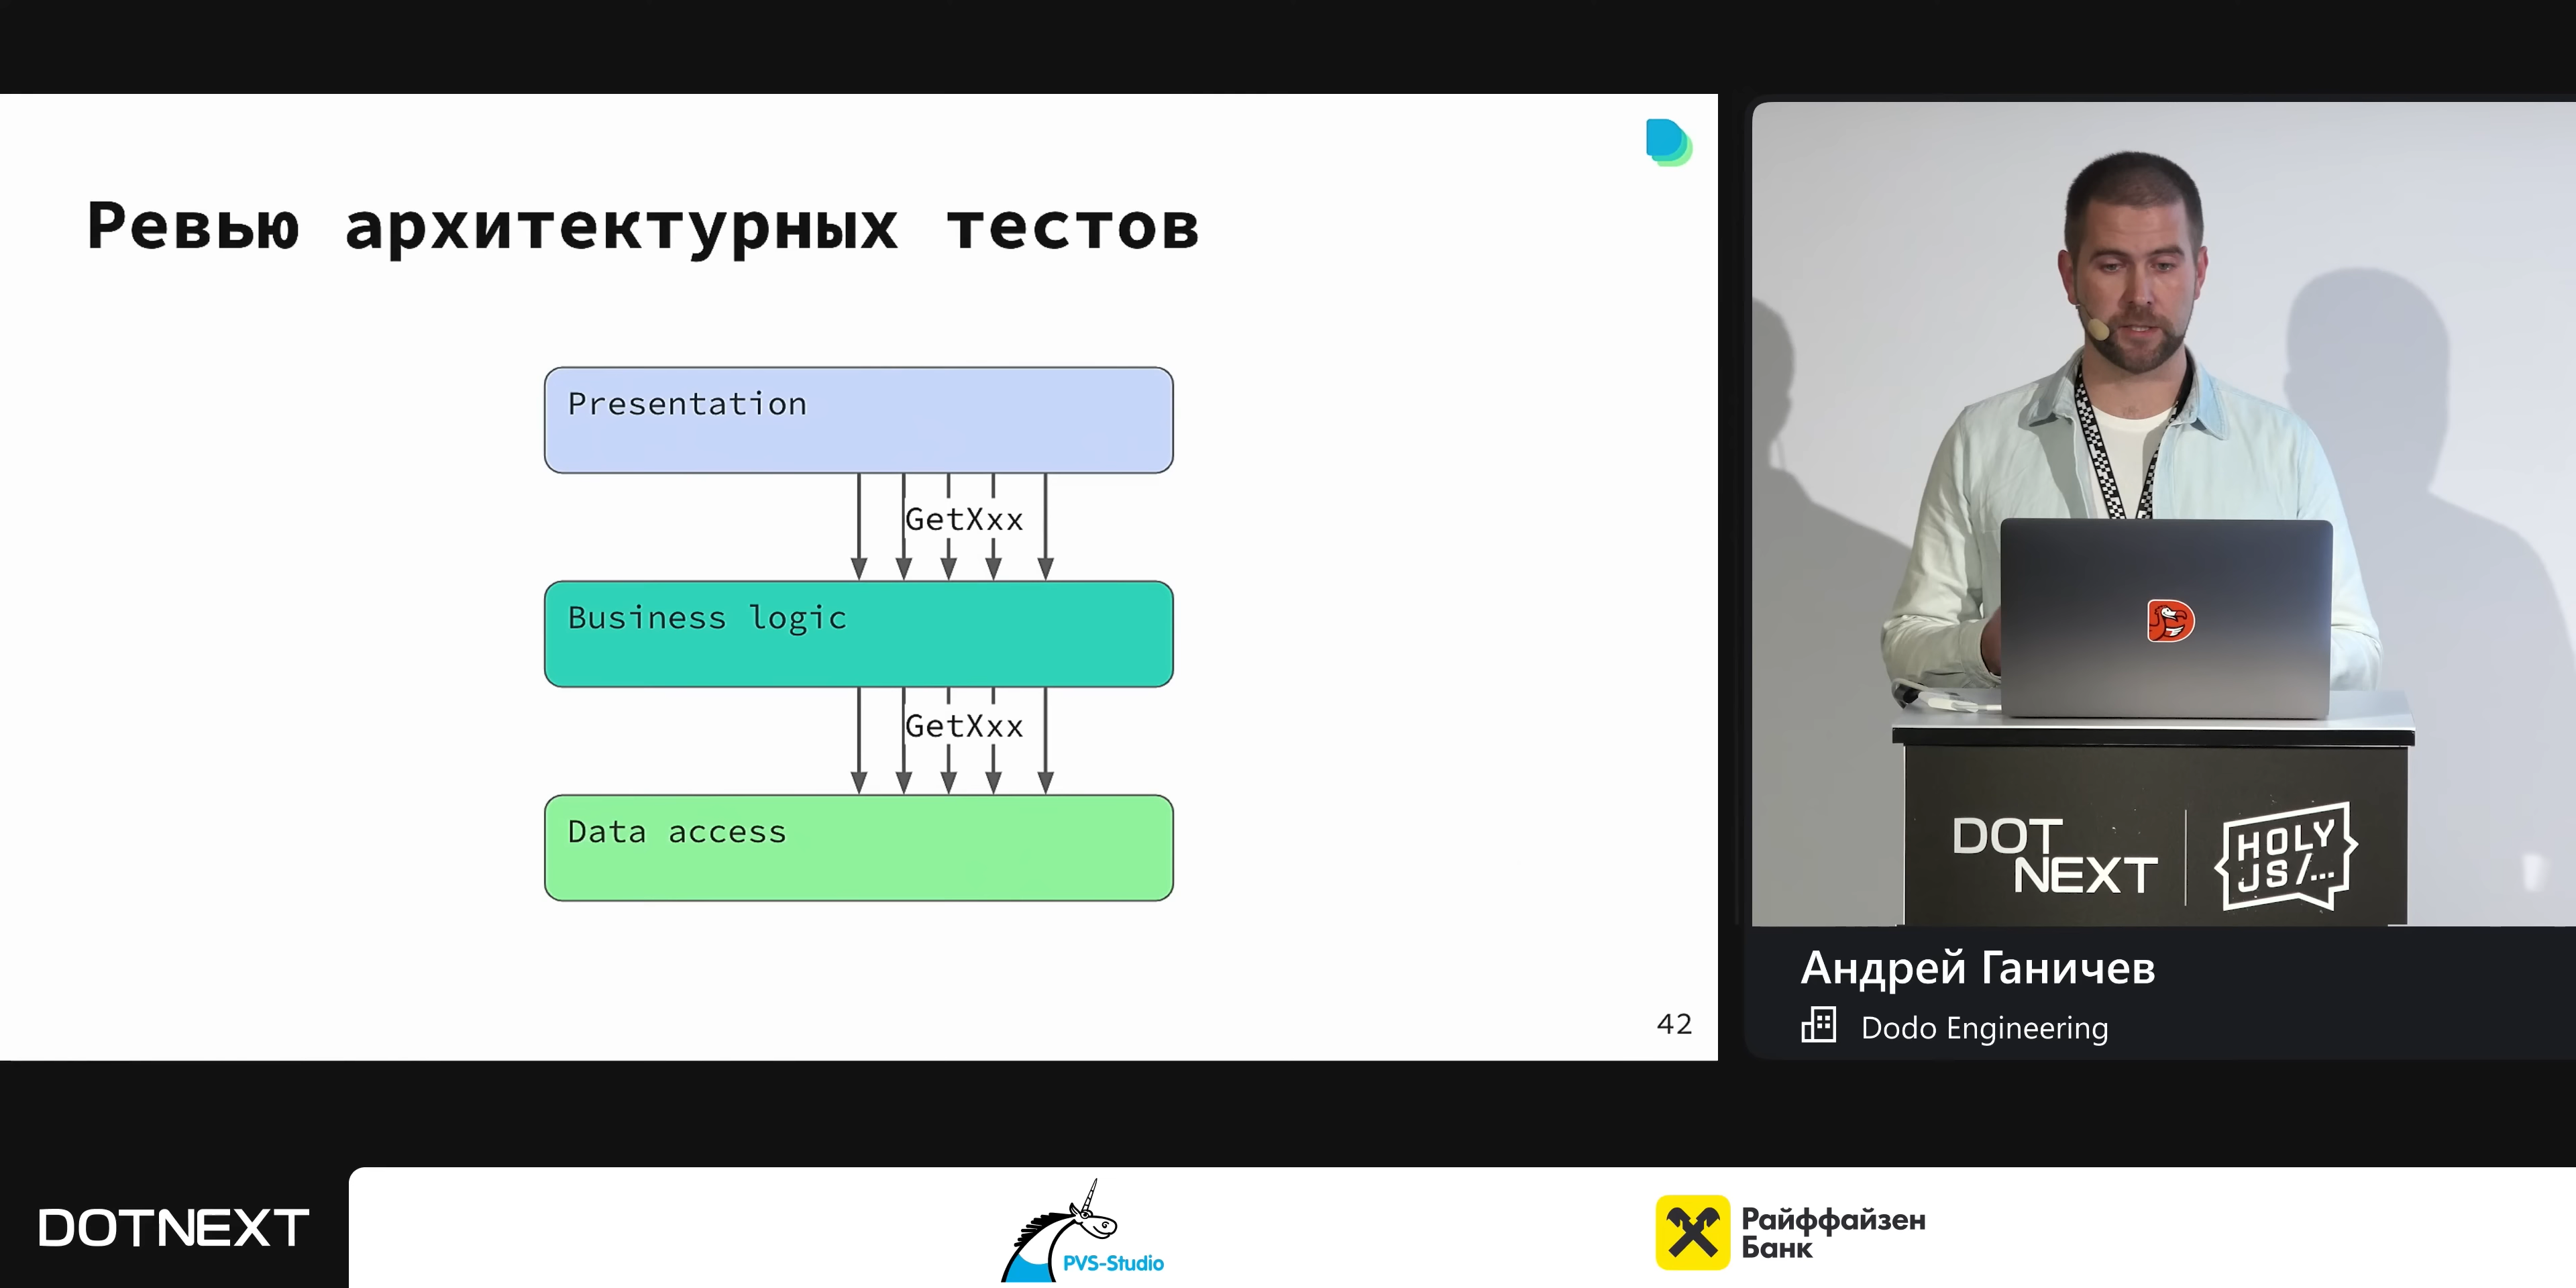 Ревью архитектурных тестов
Presentation
GetXxx
Business logic
GetXxx
Data access
42
DOT
NEXT
HOLY
JS/...
Андрей Ганичев
Dodo Engineering
DOTNEXT
PVS-Studio
Райффайзен
Банк